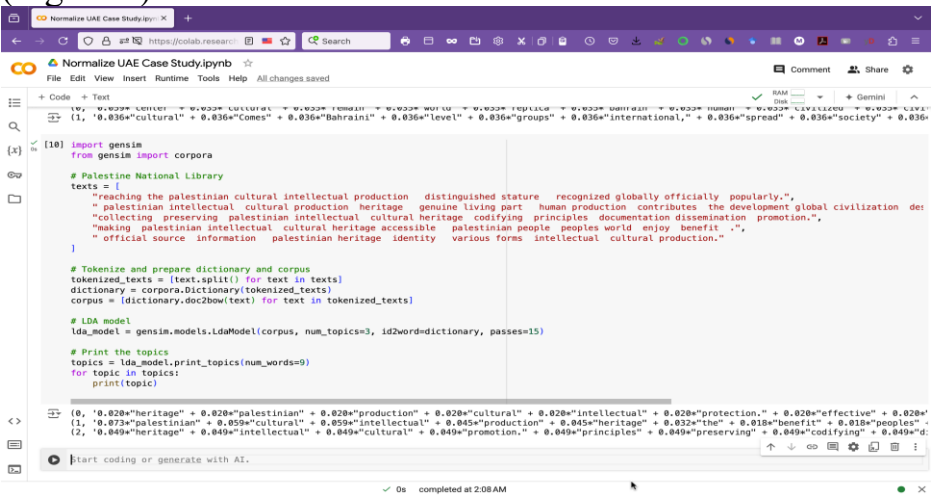 Normalize UAE Case Study.ipyn
https://colab.research
Search
Normalize UAE Case Study.ipynb
File Edit View Insert Runtime Tools Help All changes saved
Comment Share
+ Code + Text
RAM
Disk
Gemini
(1, '0.036*"cultural" + 0.036*"Comes" + 0.036*"Bahraini" + 0.036*"level" + 0.036*"groups" + 0.036*"international," + 0.036*"spread" + 0.036*"society" + 0.036*
[10] import gensim
from gensim import corpora
# Palestine National Library
texts = [
"reaching the palestinian cultural intellectual production distinguished stature recognized globally officially popularly.",
" palestinian intellectual cultural production heritage genuine living part human production contributes the development global civilization des
"collecting preserving palestinian intellectual cultural heritage codifying principles documentation dissemination promotion.",
"making palestinian intellectual cultural heritage accessible palestinian people peoples world enjoy benefit .",
" official source information palestinian heritage identity various forms intellectual cultural production."
]
# Tokenize and prepare dictionary and corpus
tokenized_texts = [text.split() for text in texts]
dictionary = corpora.Dictionary(tokenized_texts)
corpus = [dictionary.doc2bow(text) for text in tokenized_texts]
# LDA model
lda_model = gensim.models.LdaModel(corpus, num_topics=3, id2word=dictionary, passes=15)
# Print the topics
topics = lda_model.print_topics(num_words=9)
for topic in topics:
print(topic)
(0, '0.020*"heritage" + 0.020*"palestinian" + 0.020*"production" + 0.020*"cultural" + 0.020*"intellectual" + 0.020*"protection." + 0.020*"effective" + 0.020*
(1, '0.073*"palestinian" + 0.059*"cultural" + 0.059*"intellectual" + 0.045*"production" + 0.045*"heritage" + 0.032*"the" + 0.018*"benefit" + 0.018*"peoples"
(2, '0.049*"heritage" + 0.049*"intellectual" + 0.049*"cultural" + 0.049*"promotion." + 0.049*"principles" + 0.049*"preserving" + 0.049*"codifying" + 0.049*
Start coding or generate with AI.
0s completed at 2:08 AM